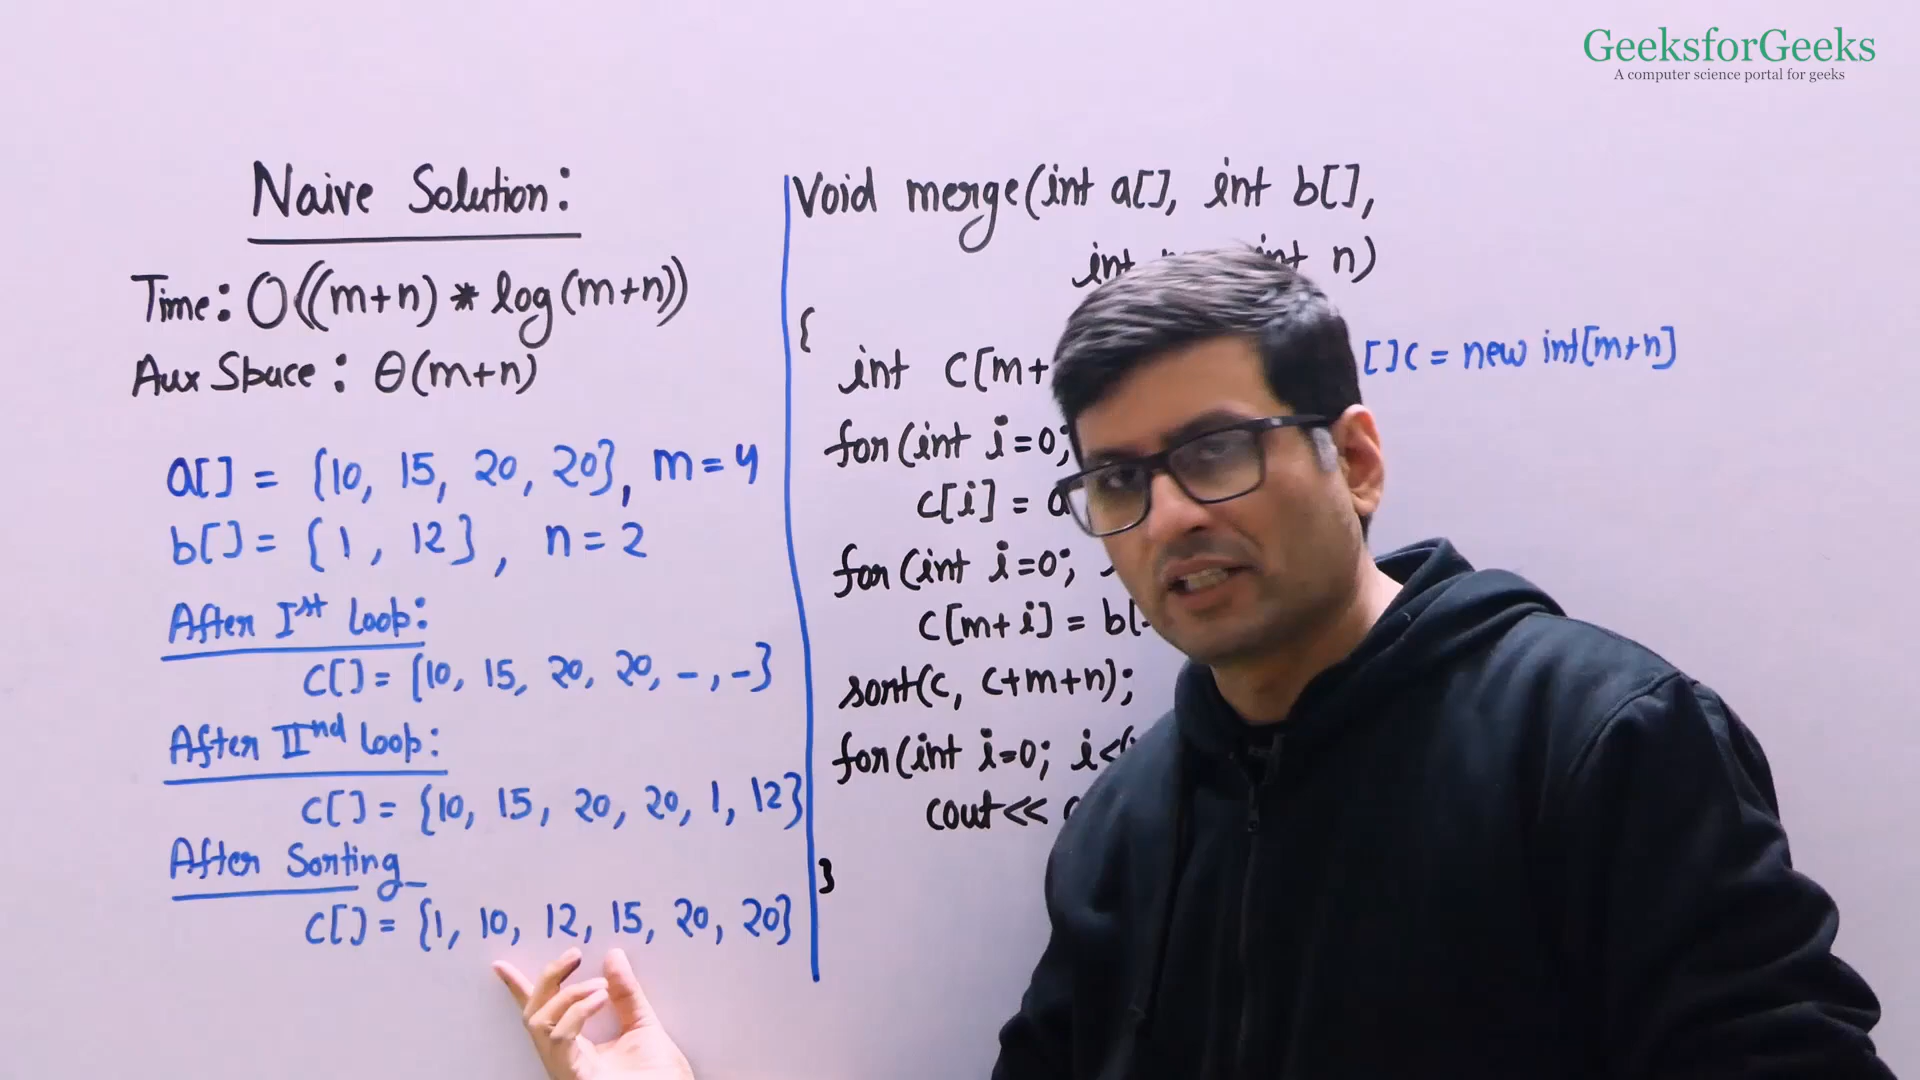 GeeksforGeeks
A computer science portal for geeks
Naive Solution:
Time: O((m+n) * log(m+n))
Aux Space: θ(m+n)
a[] = {10, 15, 20, 20}, m=4
b[] = {1, 12}, n=2
After Ist loop:
c[] = {10, 15, 20, 20, -, -}
After IInd loop:
c[] = {10, 15, 20, 20, 1, 12}
After Sorting
c[] = {1, 10, 12, 15, 20, 20}
Void merge(int a[], int b[],
int int n)
{
int c[m+ []c = new int[m+n]
for(int i=0;
c[i] = a
for(int i=0;
c[m+i] = b[
sort(c, c+m+n);
for(int i=0; i<(
cout<<
}